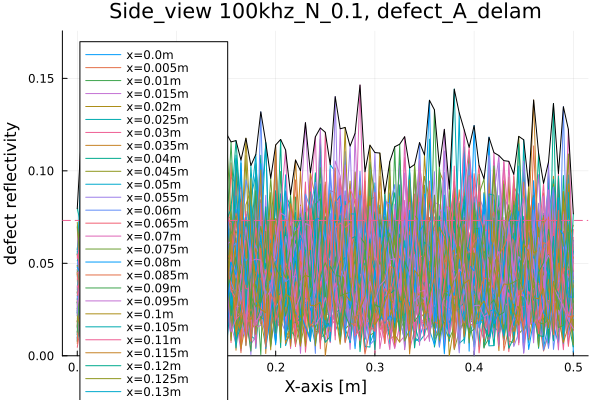 Side_view 100khz_N_0.1, defect_A_delam
defect reflectivity
0.15
0.10
0.05
0.00
x=0.0m
x=0.005m
x=0.01m
x=0.015m
x=0.02m
x=0.025m
x=0.03m
x=0.035m
x=0.04m
x=0.045m
x=0.05m
x=0.055m
x=0.06m
x=0.065m
x=0.07m
x=0.075m
x=0.08m
x=0.085m
x=0.09m
x=0.095m
x=0.1m
x=0.105m
x=0.11m
x=0.115m
x=0.12m
x=0.125m
x=0.13m
0. 0.2 0.3 0.4 0.5
X-axis [m]